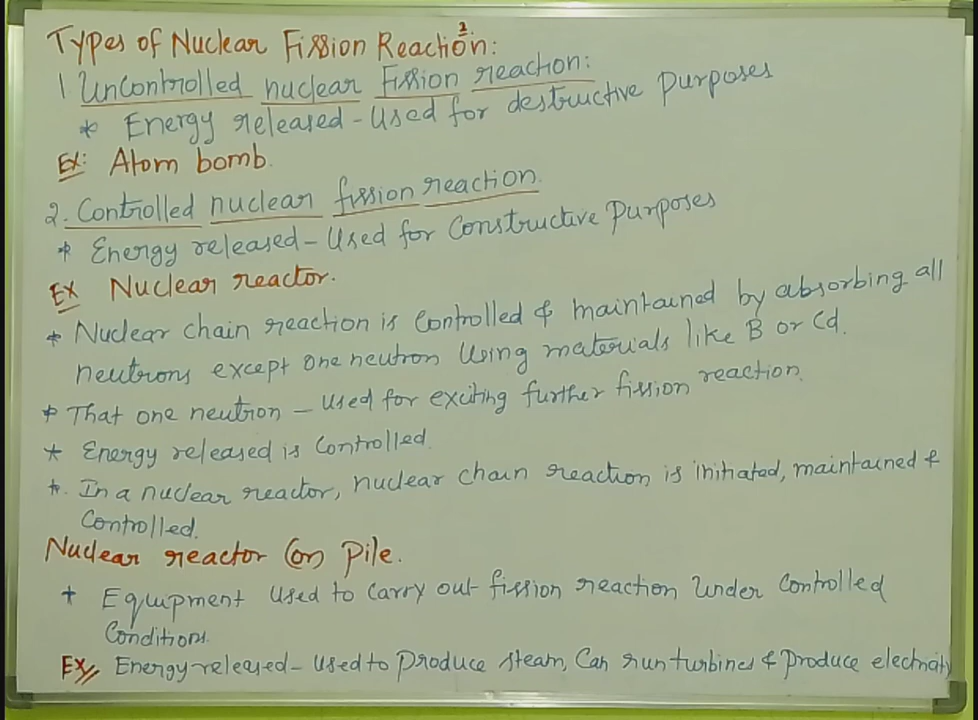 Types of Nuclear Fission Reaction: 2
1 Uncontrolled nuclear Fission reaction:
* Energy released - Used for destructive Purposes
Ex: Atom bomb.
2. Controlled nuclear fission reaction.
* Energy released - Used for Constructive Purposes
Ex Nuclear reactor.
* Nuclear chain reaction is Controlled & maintained by absorbing all
neutrons except one neutron Using materials like B or Cd.
* That one neutron - used for exciting further fission reaction.
* Energy released is Controlled.
*. In a nuclear reactor, nuclear chain reaction is initiated, maintained &
Controlled.
Nuclear reactor (or) Pile.
* Equipment Used to Carry out fission reaction Under Controlled
Conditions.
Ex, Energy released - Used to Produce steam, Can run turbines & Produce electricity